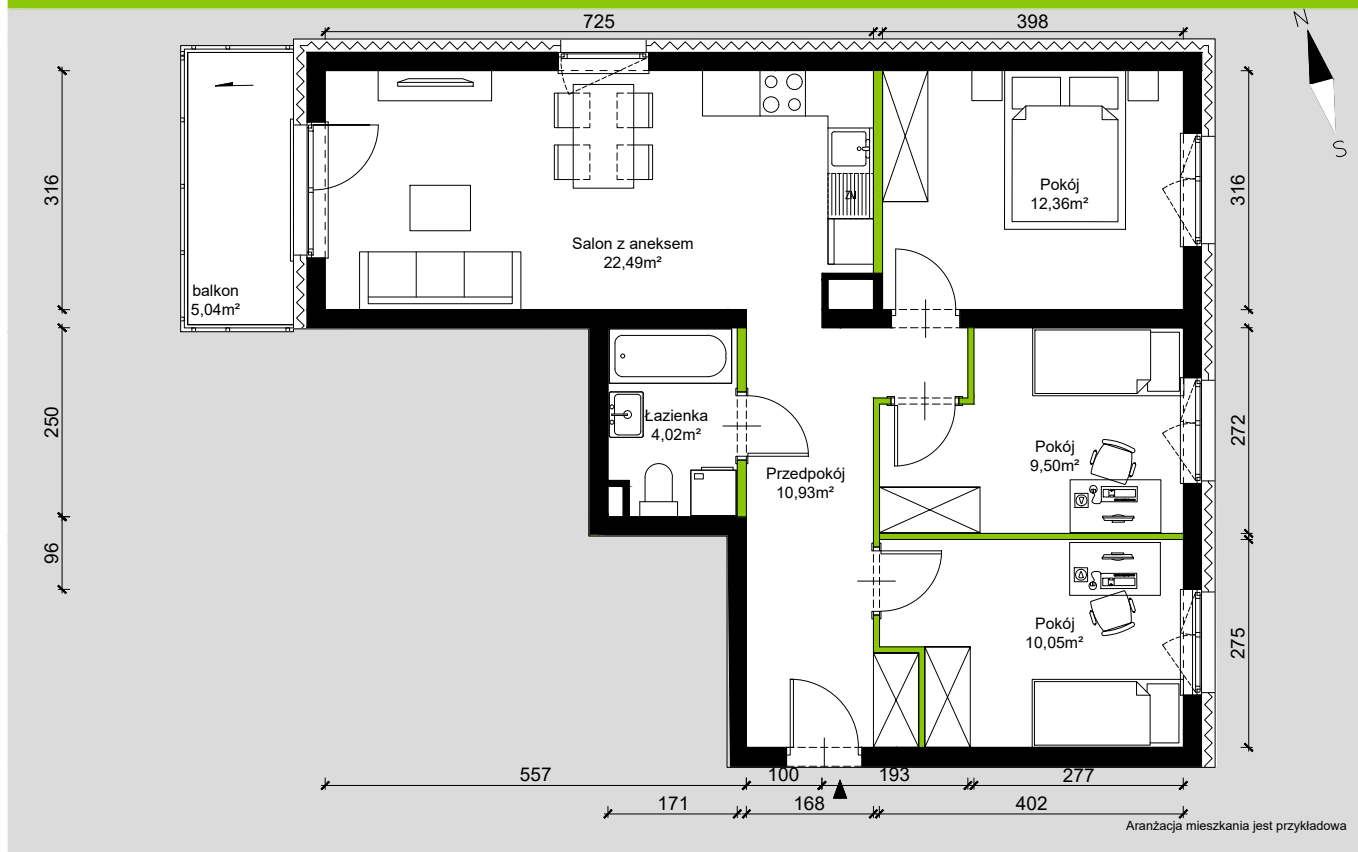 725
398
N
S
316
316
Pokój
12,36m²
ZM
Salon z aneksem
22,49m²
balkon
5,04m²
250
272
Łazienka
4,02m²
Pokój
9,50m²
Przedpokój
10,93m²
96
Pokój
10,05m²
275
557
100
193
277
171
168
402
Aranżacja mieszkania jest przykładowa